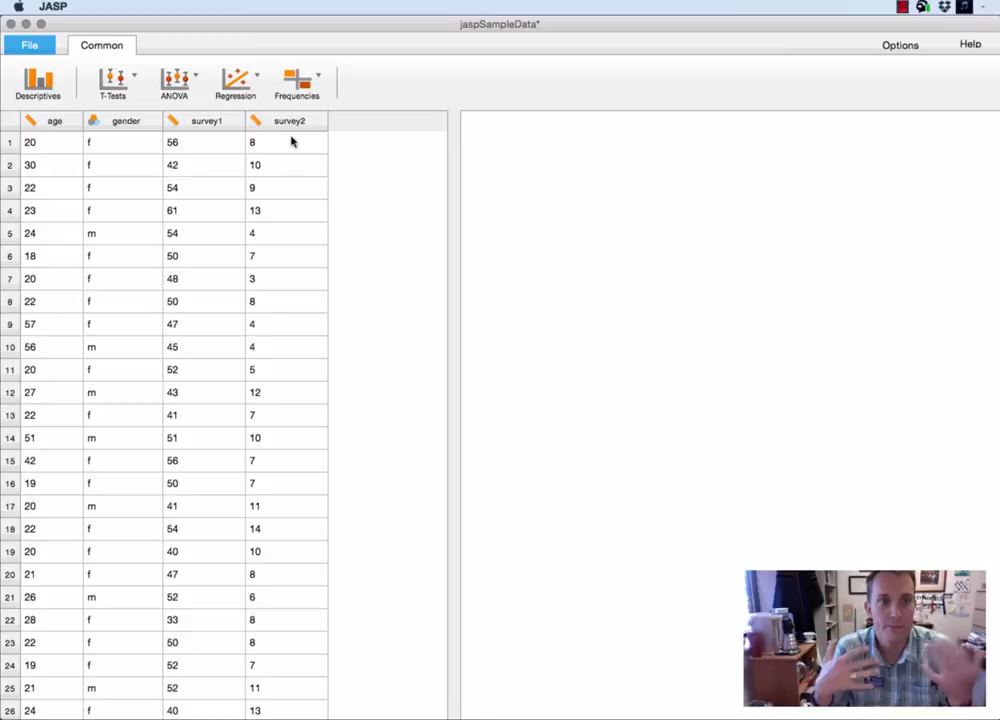 JASP
jaspSampleData*
File Common Options Help
Descriptives T-Tests ANOVA Regression Frequencies
age gender survey1 survey2
1 20 f 56 8
2 30 f 42 10
3 22 f 54 9
4 23 f 61 13
5 24 m 54 4
6 18 f 50 7
7 20 f 48 3
8 22 f 50 8
9 57 f 47 4
10 56 m 45 4
11 20 f 52 5
12 27 m 43 12
13 22 f 41 7
14 51 m 51 10
15 42 f 56 7
16 19 f 50 7
17 20 m 41 11
18 22 f 54 14
19 20 f 40 10
20 21 f 47 8
21 26 m 52 6
22 28 f 33 8
23 22 f 50 8
24 19 f 52 7
25 21 m 52 11
26 24 f 40 13